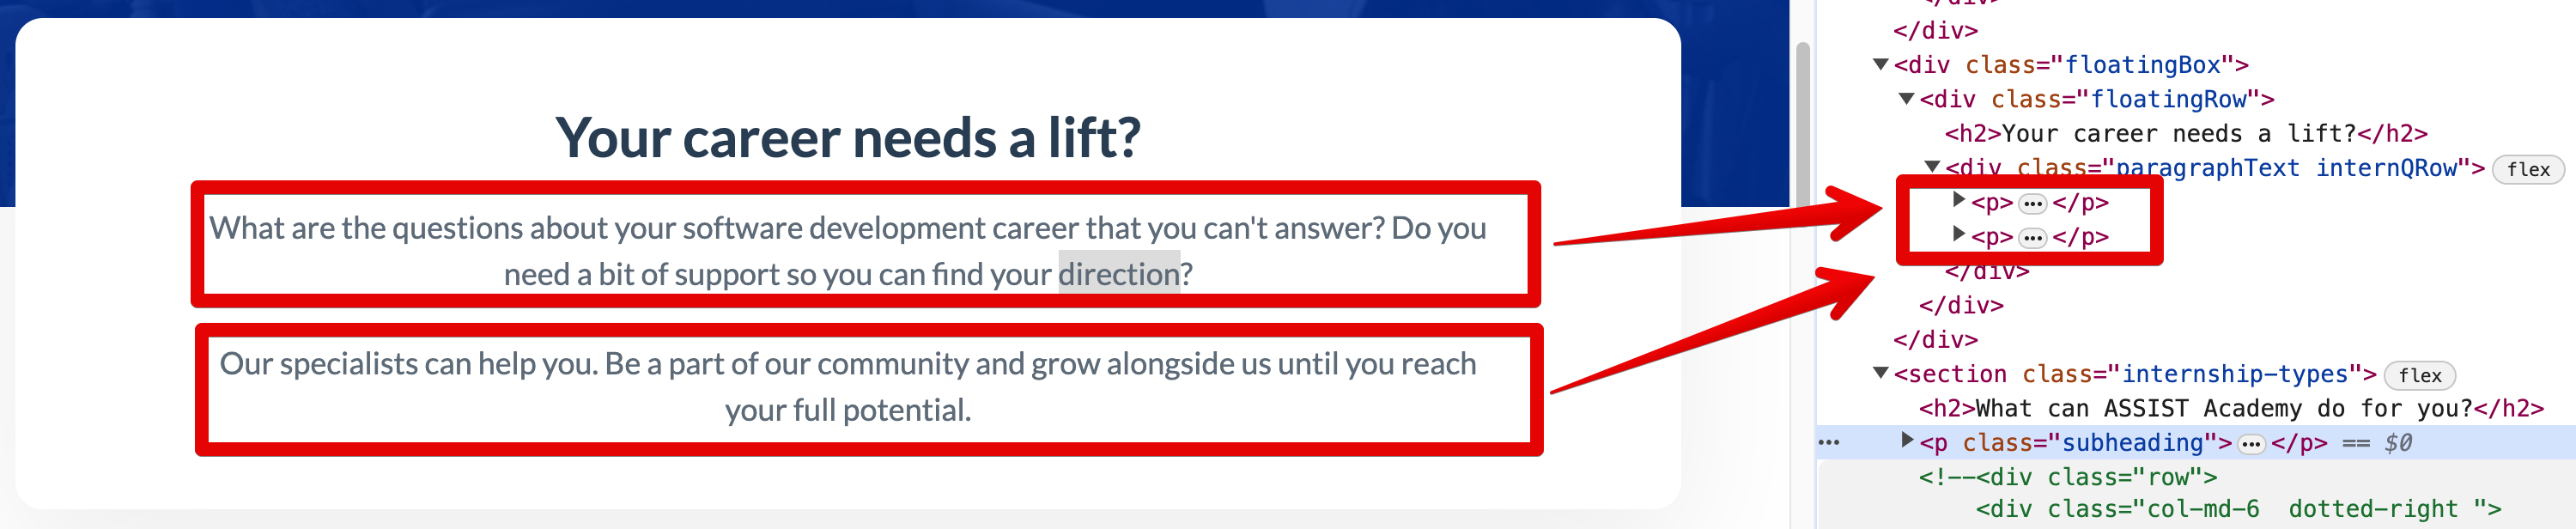 Your career needs a lift?
What are the questions about your software development career that you can't answer? Do you
need a bit of support so you can find your direction?
Our specialists can help you. Be a part of our community and grow alongside us until you reach
your full potential.
</div>
</div>
<div class="floatingBox">
<div class="floatingRow">
<h2>Your career needs a lift?</h2>
<div class="paragraphText internQRow"> flex
<p> ••• </p>
<p> ••• </p>
</div>
</div>
</div>
<section class="internship-types"> flex
<h2>What can ASSIST Academy do for you?</h2>
••• <p class="subheading"> ••• </p> == $0
<!--<div class="row">
<div class="col-md-6  dotted-right ">